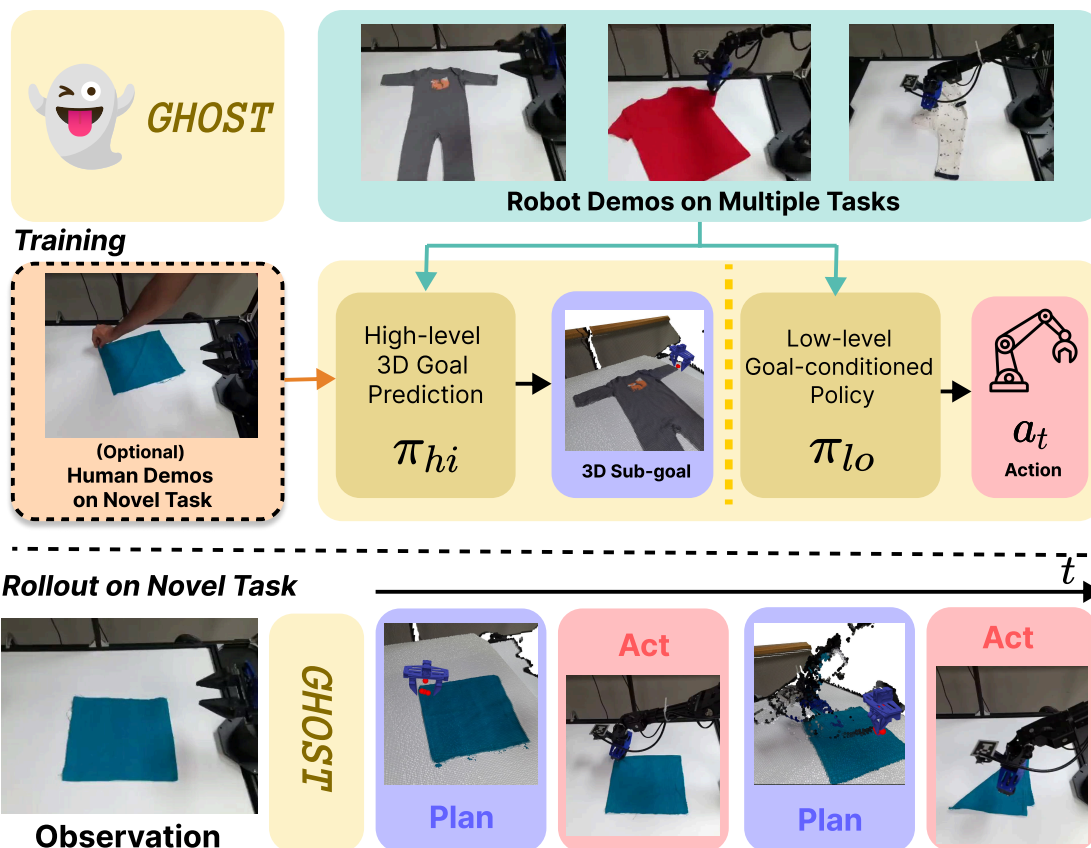 GHOST
Robot Demos on Multiple Tasks
Training
(Optional)
Human Demos
on Novel Task
High-level
3D Goal
Prediction
π_hi
3D Sub-goal
Low-level
Goal-conditioned
Policy
π_lo
a_t
Action
t
Rollout on Novel Task
Observation
GHOST
Plan
Act
Plan
Act